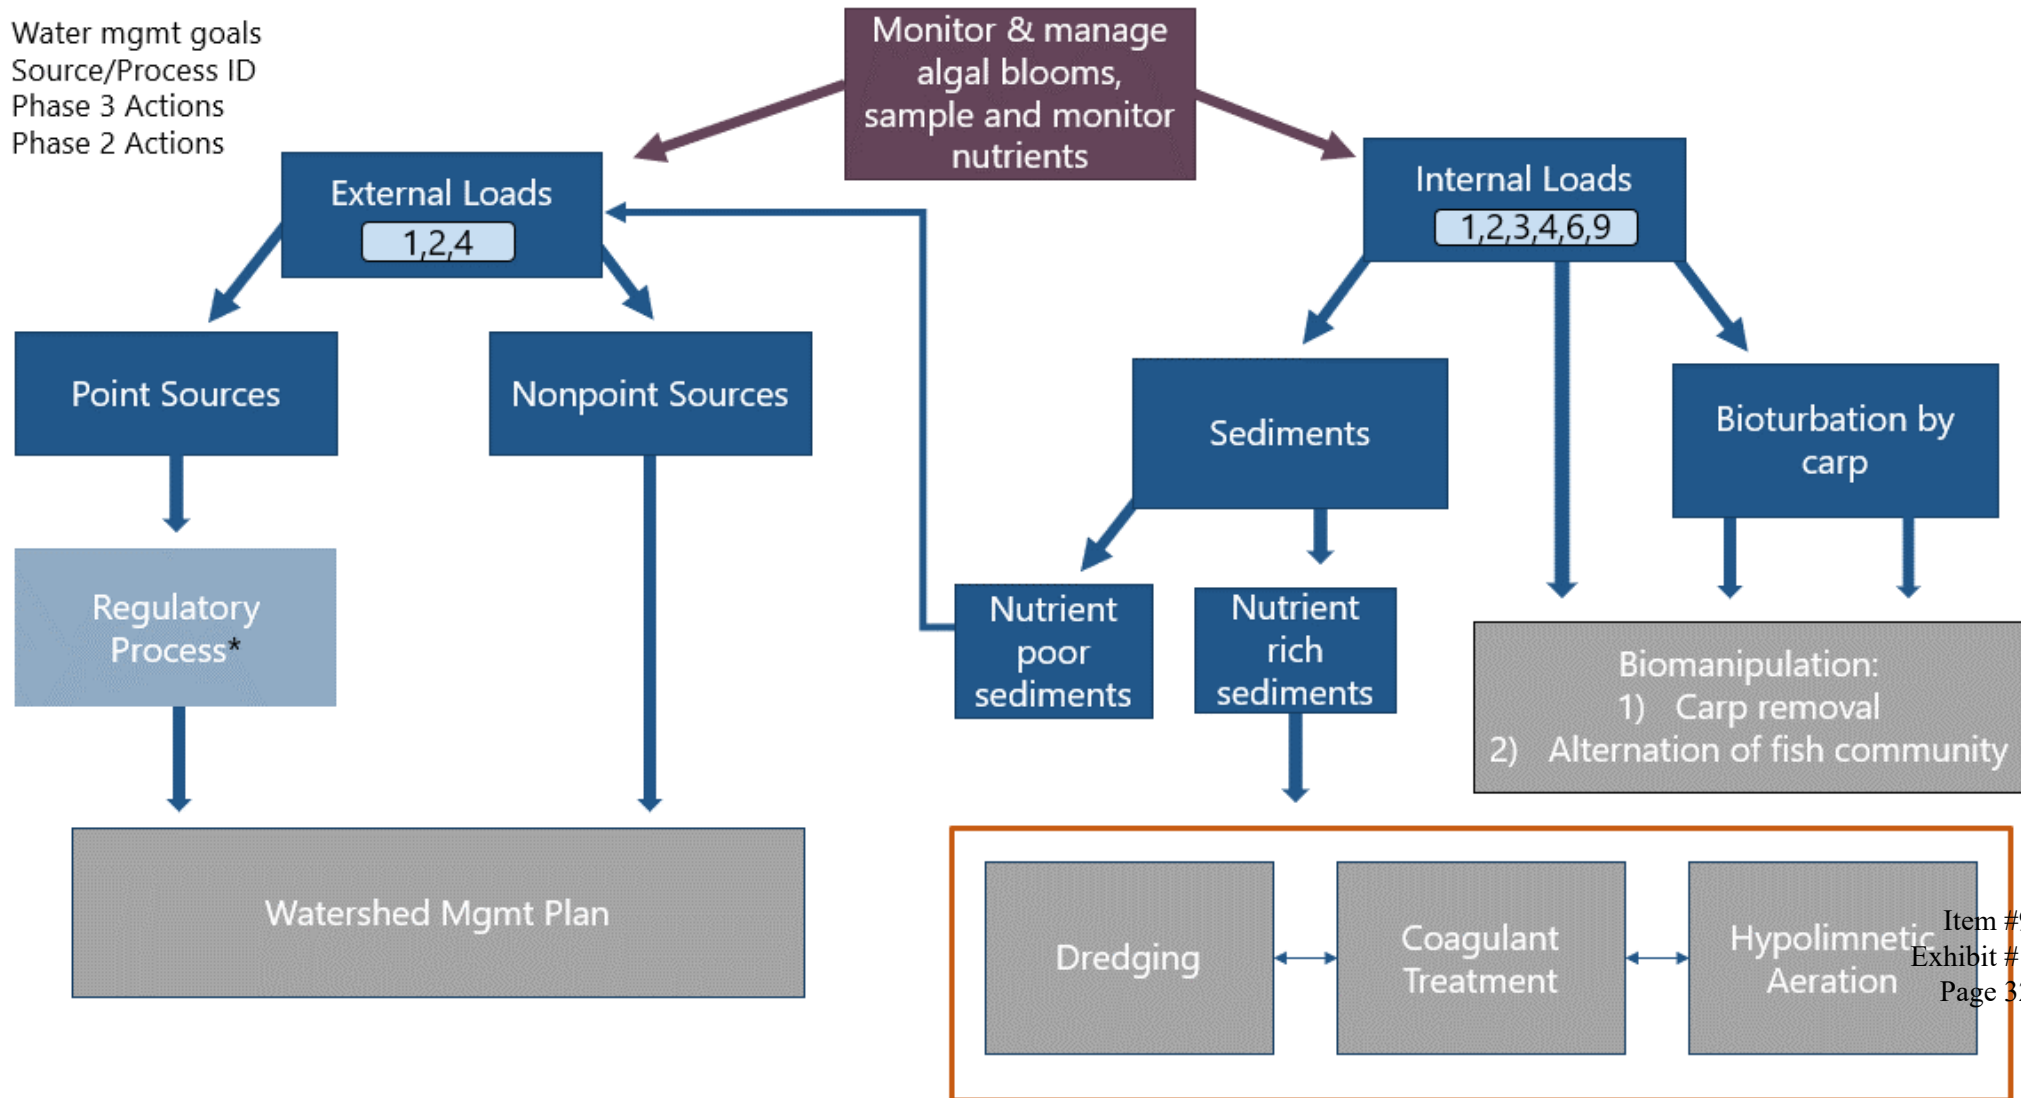 Water mgmt goals
Source/Process ID
Phase 3 Actions
Phase 2 Actions
Monitor & manage
algal blooms,
sample and monitor
nutrients
External Loads
1,2,4
Internal Loads
1,2,3,4,6,9
Point Sources
Nonpoint Sources
Sediments
Bioturbation by
carp
Regulatory
Process*
Nutrient
poor
sediments
Nutrient
rich
sediments
Biomanipulation:
1) Carp removal
2) Alternation of fish community
Watershed Mgmt Plan
Dredging
Coagulant
Treatment
Hypolimnetic
Aeration
Item #
Exhibit #
Page